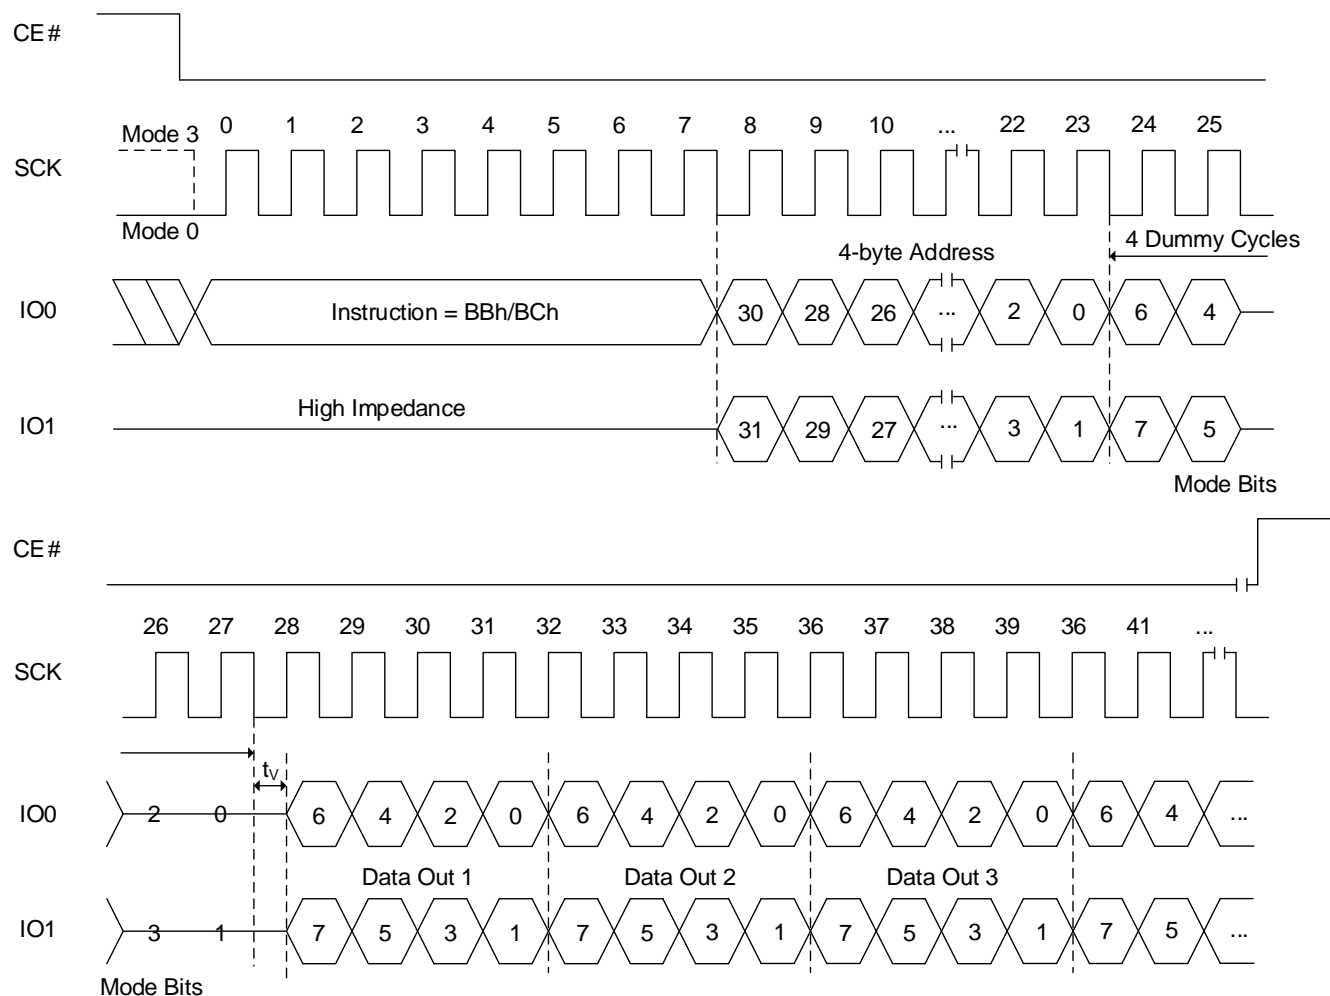 CE#
0 1 2 3 4 5 6 7 8 9 10 ... 22 23 24 25
Mode 3
SCK
Mode 0
4-byte Address
4 Dummy Cycles
IO0
Instruction = BBh/BCh
30 28 26 ... 2 0 6 4
High Impedance
IO1
31 29 27 ... 3 1 7 5
Mode Bits
CE#
26 27 28 29 30 31 32 33 34 35 36 37 38 39 36 41 ...
SCK
tV
IO0
2 0 6 4 2 0 6 4 2 0 6 4 2 0 6 4 ...
Data Out 1 Data Out 2 Data Out 3
IO1
3 1 7 5 3 1 7 5 3 1 7 5 3 1 7 5 ...
Mode Bits